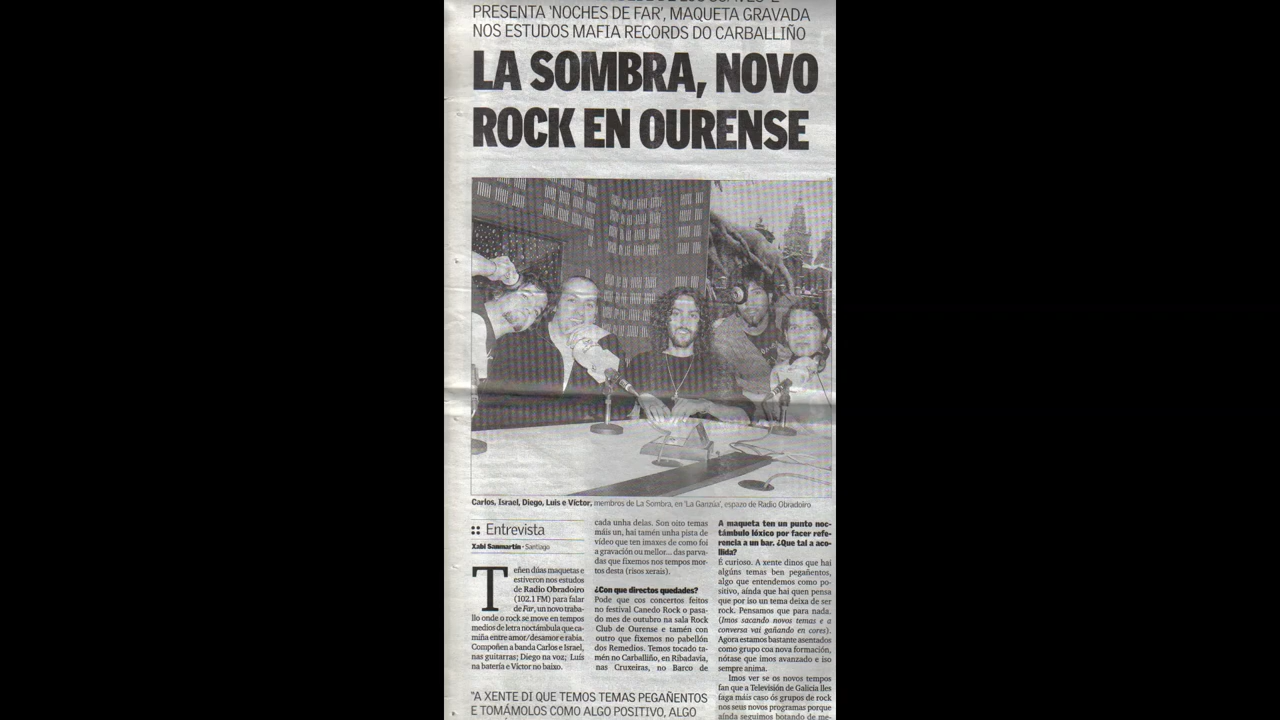 PRESENTA 'NOCHES DE FAR', MAQUETA GRAVADA
NOS ESTUDOS MAFIA RECORDS DO CARBALLIÑO
LA SOMBRA, NOVO
ROCK EN OURENSE
Carlos, Israel, Diego, Luis e Víctor, membros de La Sombra, en 'La Ganzúa', espazo de Radio Obradoiro
Entrevista
Xabi Sanmartín · Santiago
Teñen dúas maquetas e
estiveron nos estudos
de Radio Obradoiro
(102.1 FM) para falar
de Far, un novo traba-
llo onde o rock se move en tempos
medios de letra noctámbula que ca-
miña entre amor/desamor e rabia.
Compoñen a banda Carlos e Israel,
nas guitarras; Diego na voz; Luís
na batería e Víctor no baixo.
"A XENTE DI QUE TEMOS TEMAS PEGAÑENTOS
E TOMÁMOLOS COMO ALGO POSITIVO, ALGO
cada unha delas. Son oito temas
máis un, hai tamén unha pista de
vídeo que ten imaxes de como foi
a gravación ou mellor... das parva-
das que fixemos nos tempos mor-
tos desta (risos xerais).
¿Con que directos quedades?
Pode que cos concertos feitos
no festival Canedo Rock o pasa-
do mes de outubro na sala Rock
Club de Ourense e tamén con
outro que fixemos no pabellón
dos Remedios. Temos tocado ta-
mén no Carballiño, en Ribadavia,
nas Cruxeiras, no Barco de
A maqueta ten un punto noc-
támbulo lóxico por facer refe-
rencia a un bar. ¿Que tal a aco-
llida?
É curioso. A xente dinos que hai
algúns temas ben pegañentos,
algo que entendemos como po-
sitivo, aínda que hai quen pensa
que por iso un tema deixa de ser
rock. Pensamos que para nada.
(Imos sacando novos temas e a
conversa vai gañando en cores).
Agora estamos bastante asentados
como grupo coa nova formación,
nótase que imos avanzado e iso
sempre anima.
Imos ver se os novos tempos
fan que a Televisión de Galicia lles
faga máis caso ós grupos de rock
nos seus novos programas porque
aínda seguimos botando de me-